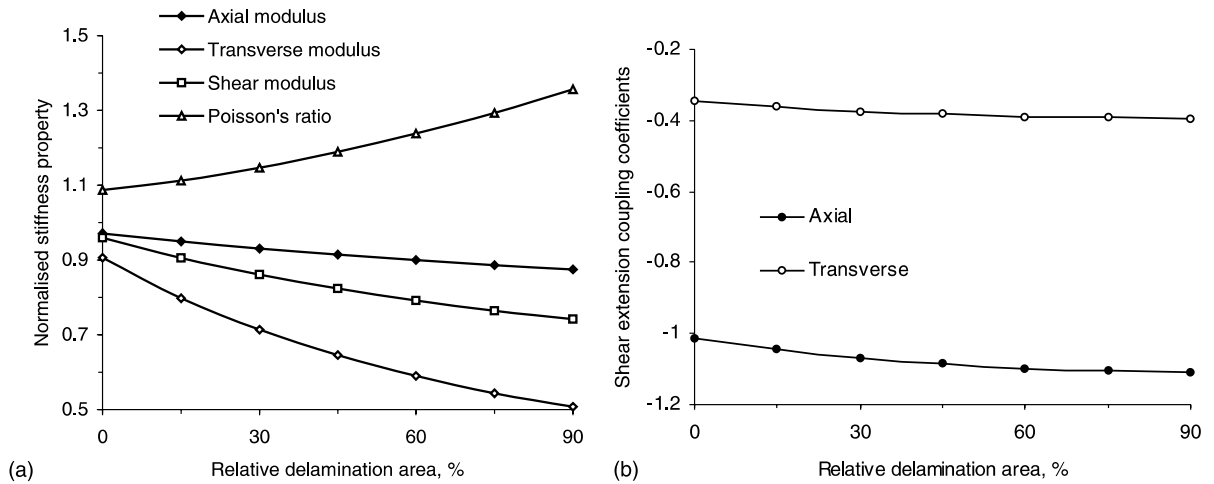 Axial modulus
Transverse modulus
Shear modulus
Poisson's ratio
Normalised stiffness property
1.5
1.3
1.1
0.9
0.7
0.5
0
30
60
90
Relative delamination area, %
(a)
Shear extension coupling coefficients
-0.2
-0.4
-0.6
-0.8
-1
-1.2
Axial
Transverse
0
30
60
90
Relative delamination area, %
(b)